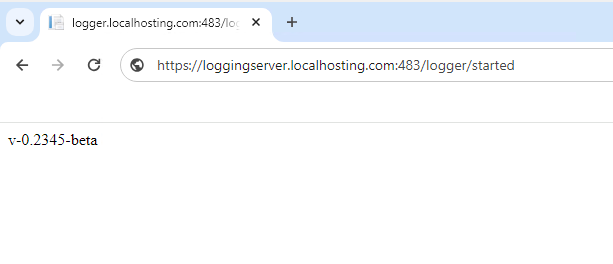 logger.localhosting.com:483/log
https://loggingserver.localhosting.com:483/logger/started
v-0.2345-beta